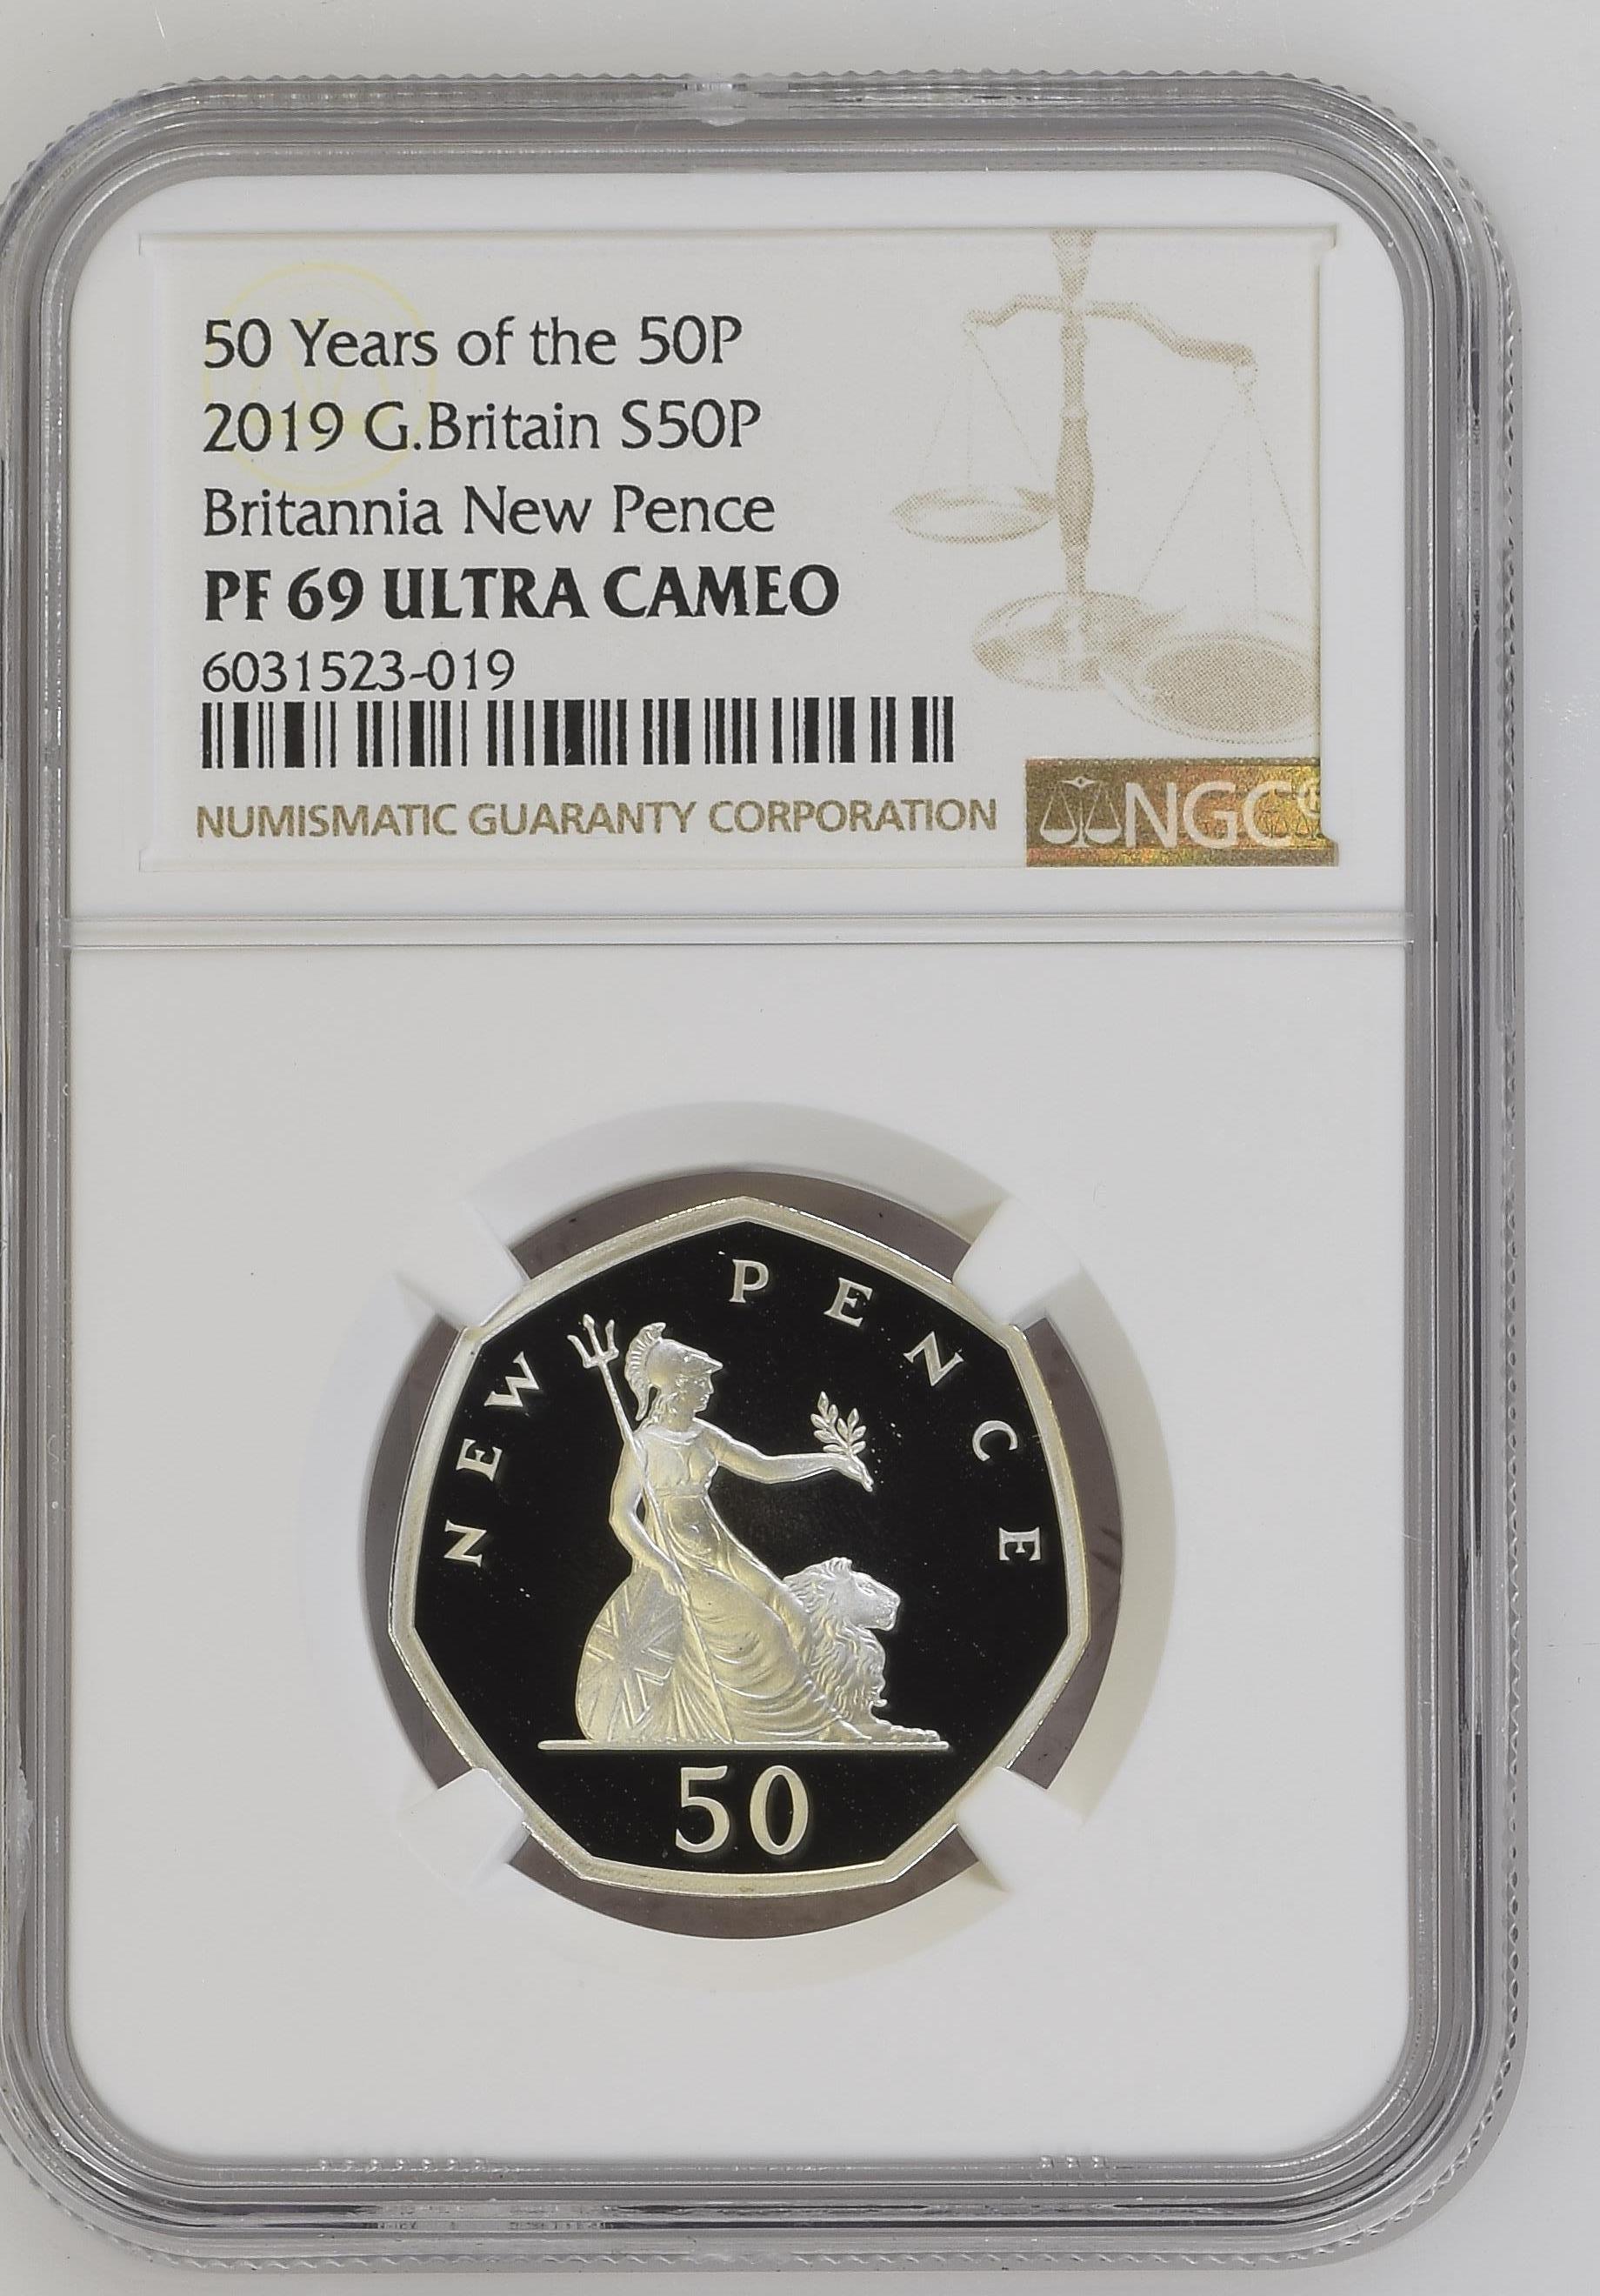 50 Years of the 50P
2019 G.Britain S50P
Britannia New Pence
PF 69 ULTRA CAMEO
6031523-019
NUMISMATIC GUARANTY CORPORATION
NGC®
NEW PENCE
50